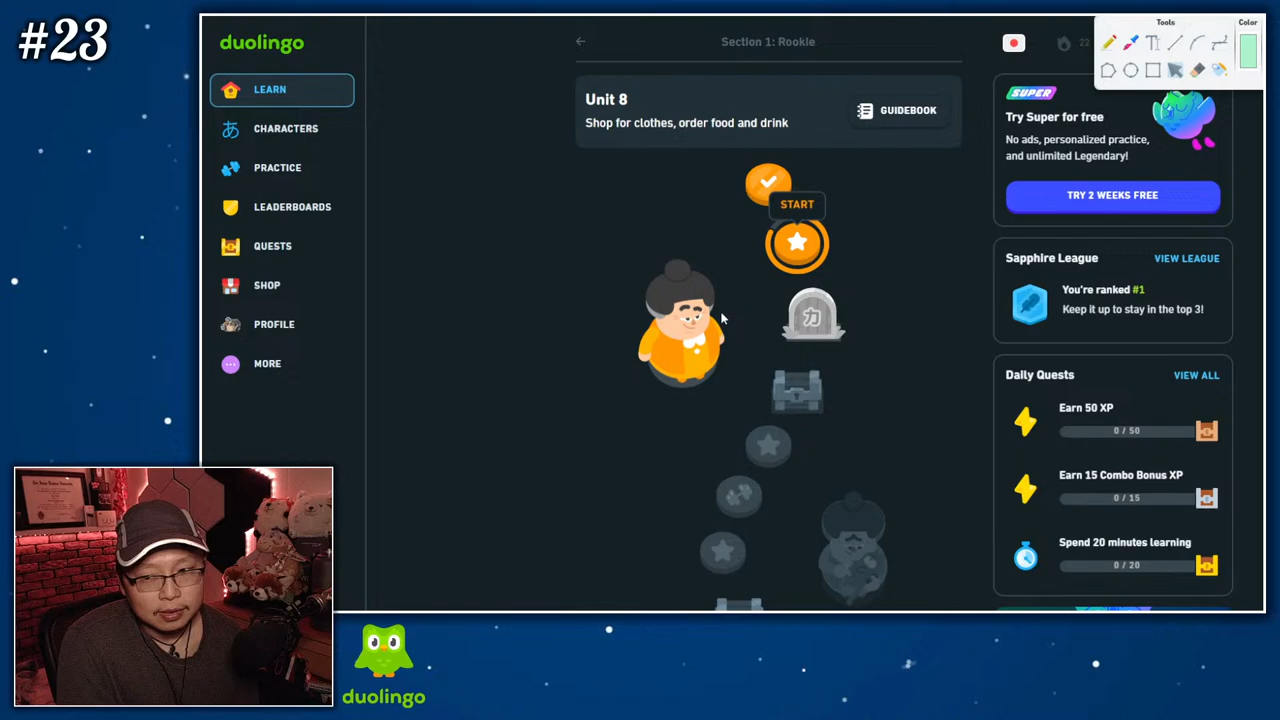 #23
duolingo
LEARN
CHARACTERS
PRACTICE
LEADERBOARDS
QUESTS
SHOP
PROFILE
MORE
Section 1: Rookie
Unit 8
Shop for clothes, order food and drink
GUIDEBOOK
START
力
22
Tools
Color
SUPER
Try Super for free
No ads, personalized practice,
and unlimited Legendary!
TRY 2 WEEKS FREE
Sapphire League
VIEW LEAGUE
You're ranked #1
Keep it up to stay in the top 3!
Daily Quests
VIEW ALL
Earn 50 XP
0 / 50
Earn 15 Combo Bonus XP
0 / 15
Spend 20 minutes learning
0 / 20
duolingo